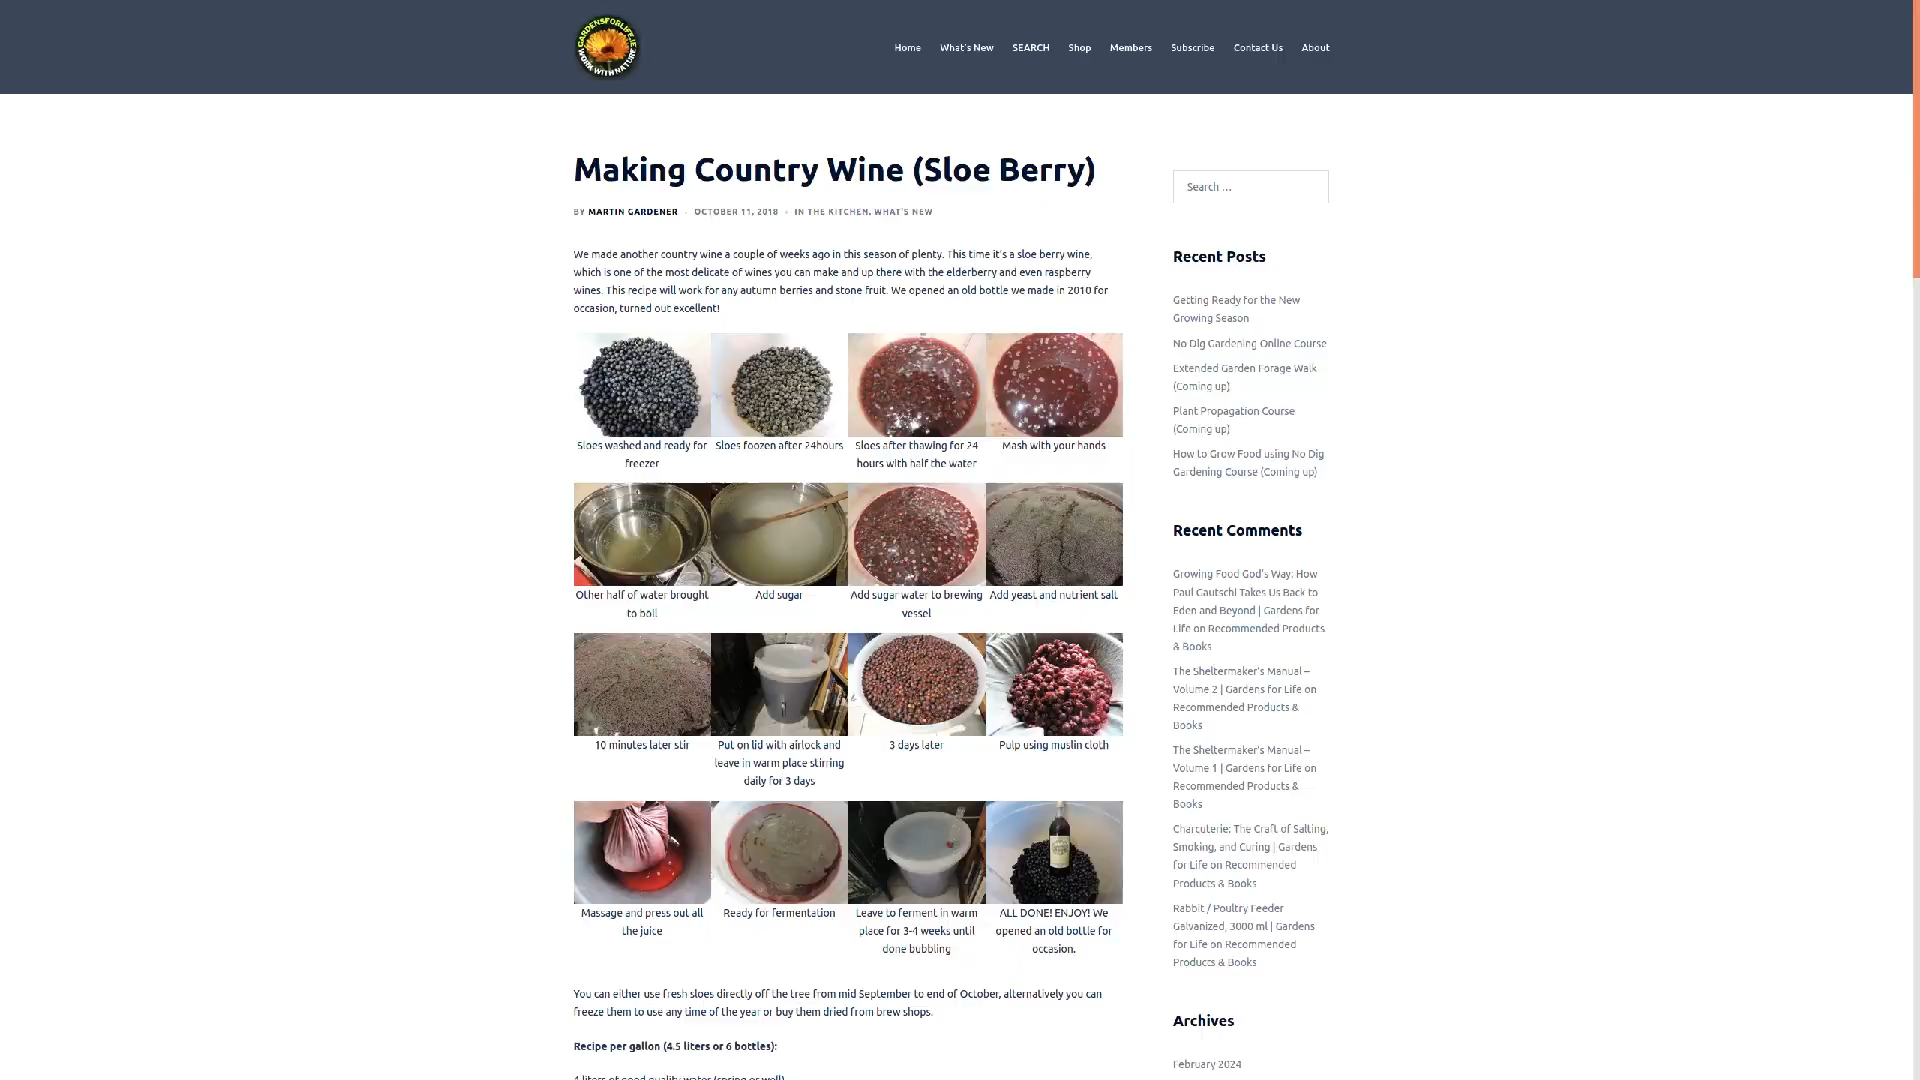 GARDENSFORLIFE.IE
WORK WITH NATURE
Home What's New SEARCH Shop Members Subscribe Contact Us About
Making Country Wine (Sloe Berry)
BY MARTIN GARDENER - OCTOBER 11, 2018 - IN THE KITCHEN, WHAT'S NEW
We made another country wine a couple of weeks ago in this season of plenty. This time it's a sloe berry wine,
which is one of the most delicate of wines you can make and up there with the elderberry and even raspberry
wines. This recipe will work for any autumn berries and stone fruit. We opened an old bottle we made in 2010 for
occasion, turned out excellent!
Sloes washed and ready for
freezer
Sloes foozen after 24hours
Sloes after thawing for 24
hours with half the water
Mash with your hands
Other half of water brought
to boil
Add sugar
Add sugar water to brewing
vessel
Add yeast and nutrient salt
10 minutes later stir
Put on lid with airlock and
leave in warm place stirring
daily for 3 days
3 days later
Pulp using muslin cloth
Massage and press out all
the juice
Ready for fermentation
Leave to ferment in warm
place for 3-4 weeks until
done bubbling
ALL DONE! ENJOY! We
opened an old bottle for
occasion.
You can either use fresh sloes directly off the tree from mid September to end of October, alternatively you can
freeze them to use any time of the year or buy them dried from brew shops.
Recipe per gallon (4.5 liters or 6 bottles):
4 liters of good quality water (spring or well)
Search …
Recent Posts
Getting Ready for the New
Growing Season
No Dig Gardening Online Course
Extended Garden Forage Walk
(Coming up)
Plant Propagation Course
(Coming up)
How to Grow Food using No Dig
Gardening Course (Coming up)
Recent Comments
Growing Food God's Way: How
Paul Gautschi Takes Us Back to
Eden and Beyond | Gardens for
Life on Recommended Products
& Books
The Sheltermaker's Manual –
Volume 2 | Gardens for Life on
Recommended Products &
Books
The Sheltermaker's Manual –
Volume 1 | Gardens for Life on
Recommended Products &
Books
Charcuterie: The Craft of Salting,
Smoking, and Curing | Gardens
for Life on Recommended
Products & Books
Rabbit / Poultry Feeder
Galvanized, 3000 ml | Gardens
for Life on Recommended
Products & Books
Archives
February 2024